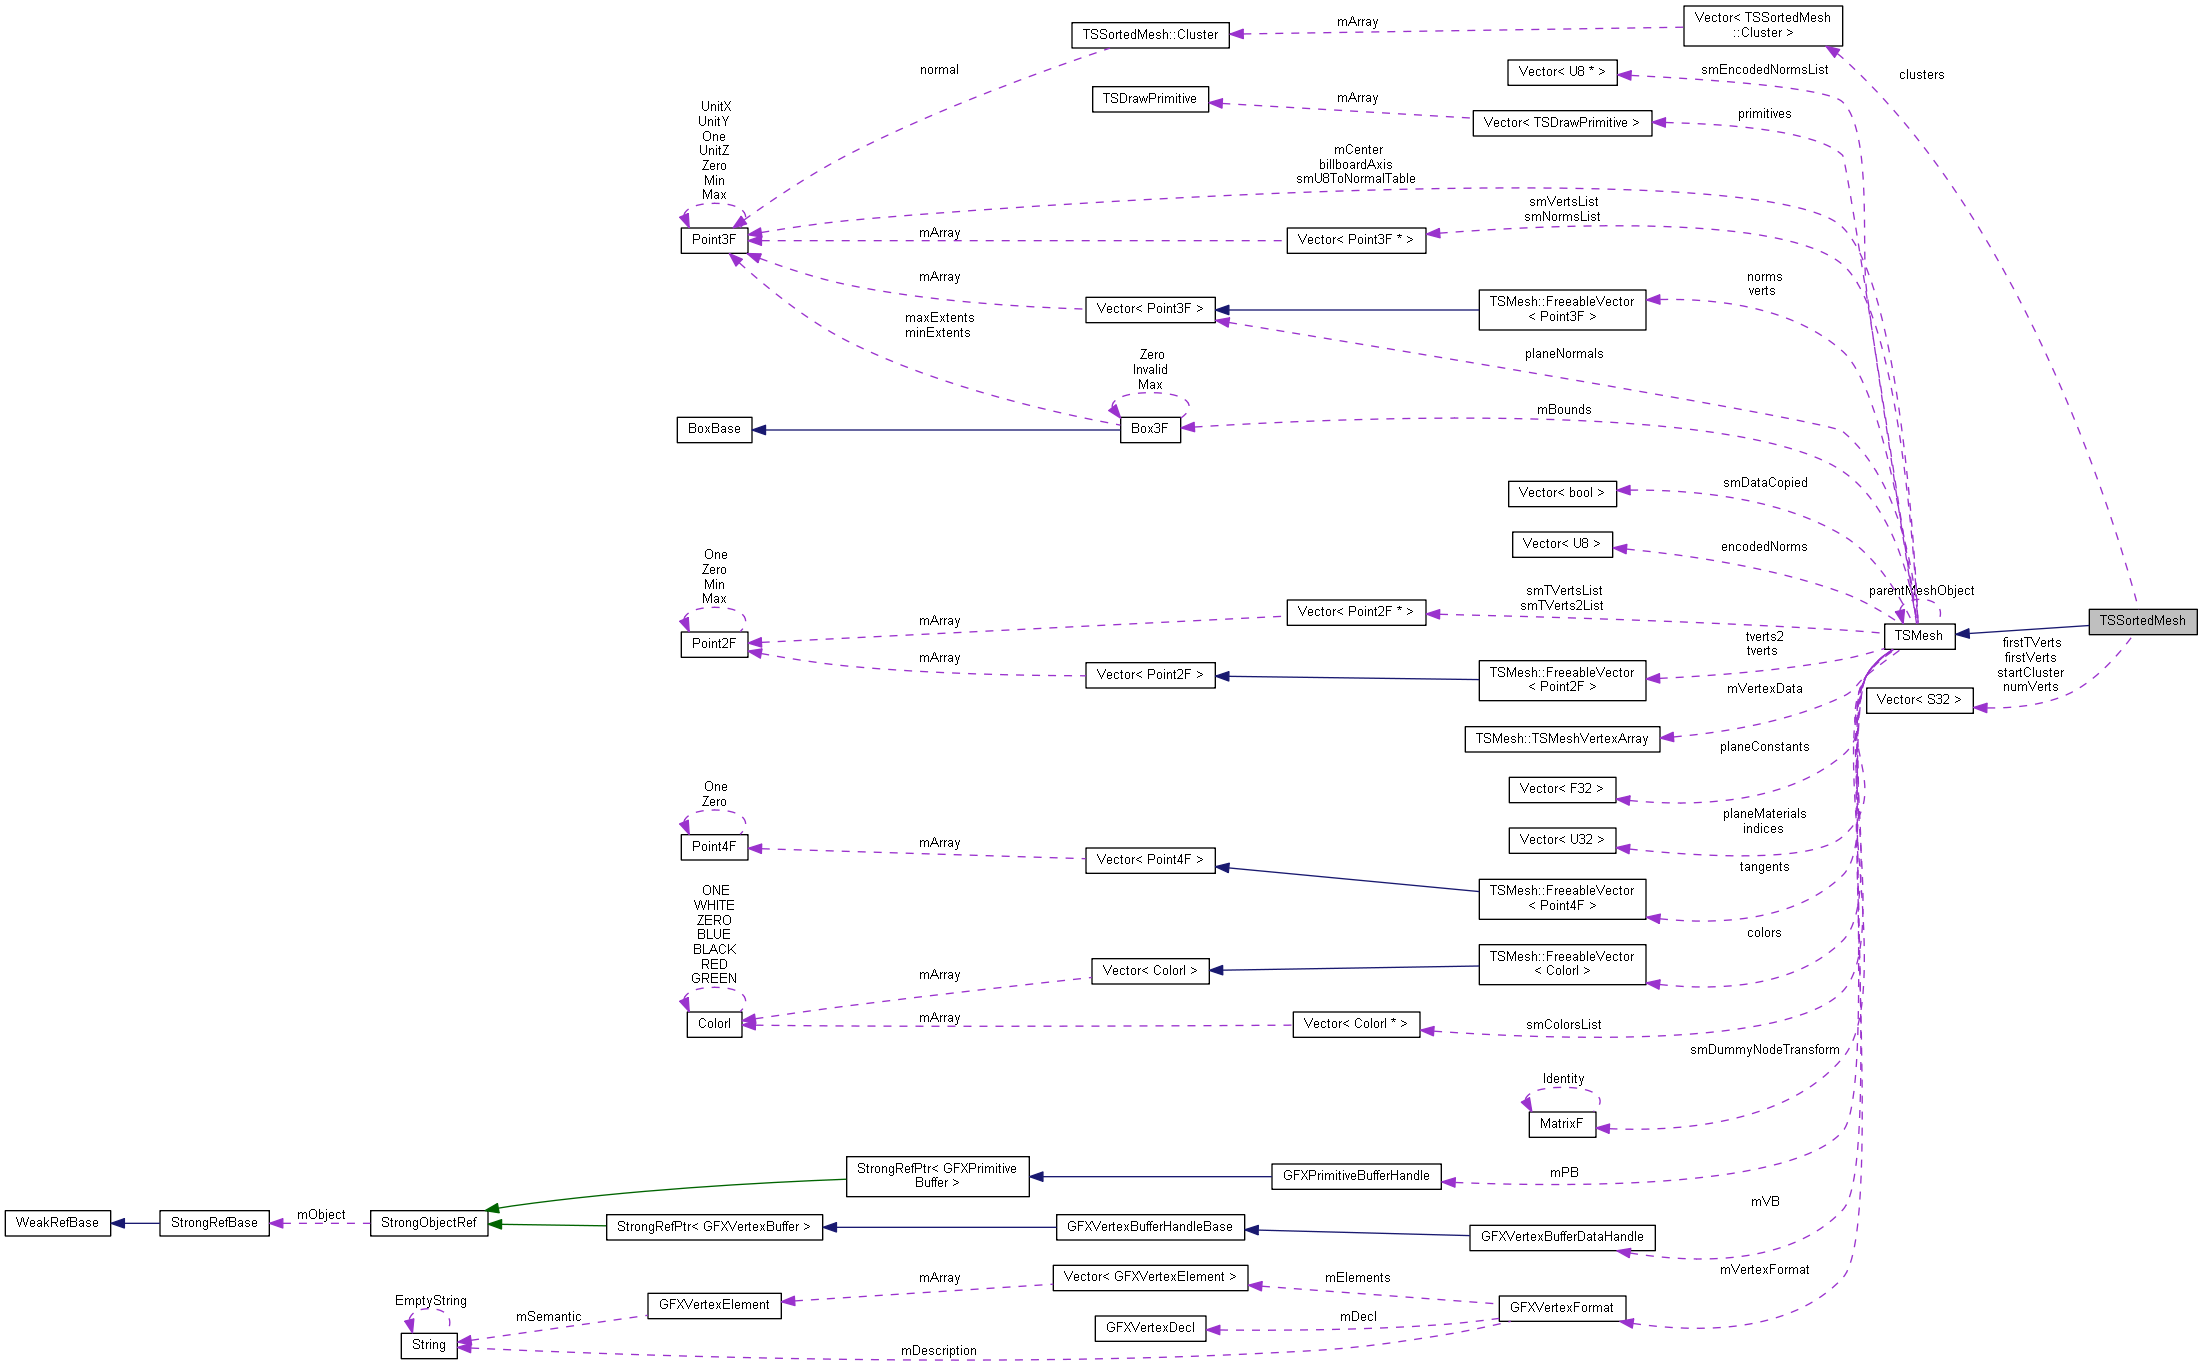 Vector< TSSortedMesh
::Cluster >
mArray
TSSortedMesh::Cluster
clusters
normal
Vector< U8 * >
smEncodedNormsList
TSDrawPrimitive
mArray
Vector< TSDrawPrimitive >
primitives
UnitX
UnitY
One
UnitZ
Zero
Min
Max
mCenter
billboardAxis
smU8ToNormalTable
smVertsList
smNormsList
Point3F
mArray
Vector< Point3F * >
mArray
Vector< Point3F >
TSMesh::FreeableVector
< Point3F >
norms
verts
maxExtents
minExtents
Zero
Invalid
Max
planeNormals
BoxBase
Box3F
mBounds
Vector< bool >
smDataCopied
Vector< U8 >
encodedNorms
One
Zero
Min
Max
Point2F
mArray
Vector< Point2F * >
smTVertsList
smTVerts2List
parentMeshObject
TSMesh
TSSortedMesh
mArray
Vector< Point2F >
TSMesh::FreeableVector
< Point2F >
tverts2
tverts
firstTVerts
firstVerts
startCluster
numVerts
Vector< S32 >
mVertexData
TSMesh::TSMeshVertexArray
planeConstants
Vector< F32 >
One
Zero
Point4F
mArray
Vector< Point4F >
Vector< U32 >
planeMaterials
indices
TSMesh::FreeableVector
< Point4F >
tangents
ONE
WHITE
ZERO
BLUE
BLACK
RED
GREEN
ColorI
mArray
Vector< ColorI >
TSMesh::FreeableVector
< ColorI >
colors
mArray
Vector< ColorI * >
smColorsList
smDummyNodeTransform
Identity
MatrixF
StrongRefPtr< GFXPrimitive
Buffer >
GFXPrimitiveBufferHandle
mPB
WeakRefBase
StrongRefBase
mObject
StrongObjectRef
StrongRefPtr< GFXVertexBuffer >
GFXVertexBufferHandleBase
GFXVertexBufferDataHandle
mVB
mVertexFormat
EmptyString
String
mSemantic
GFXVertexElement
mArray
Vector< GFXVertexElement >
mElements
GFXVertexFormat
GFXVertexDecl
mDecl
mDescription